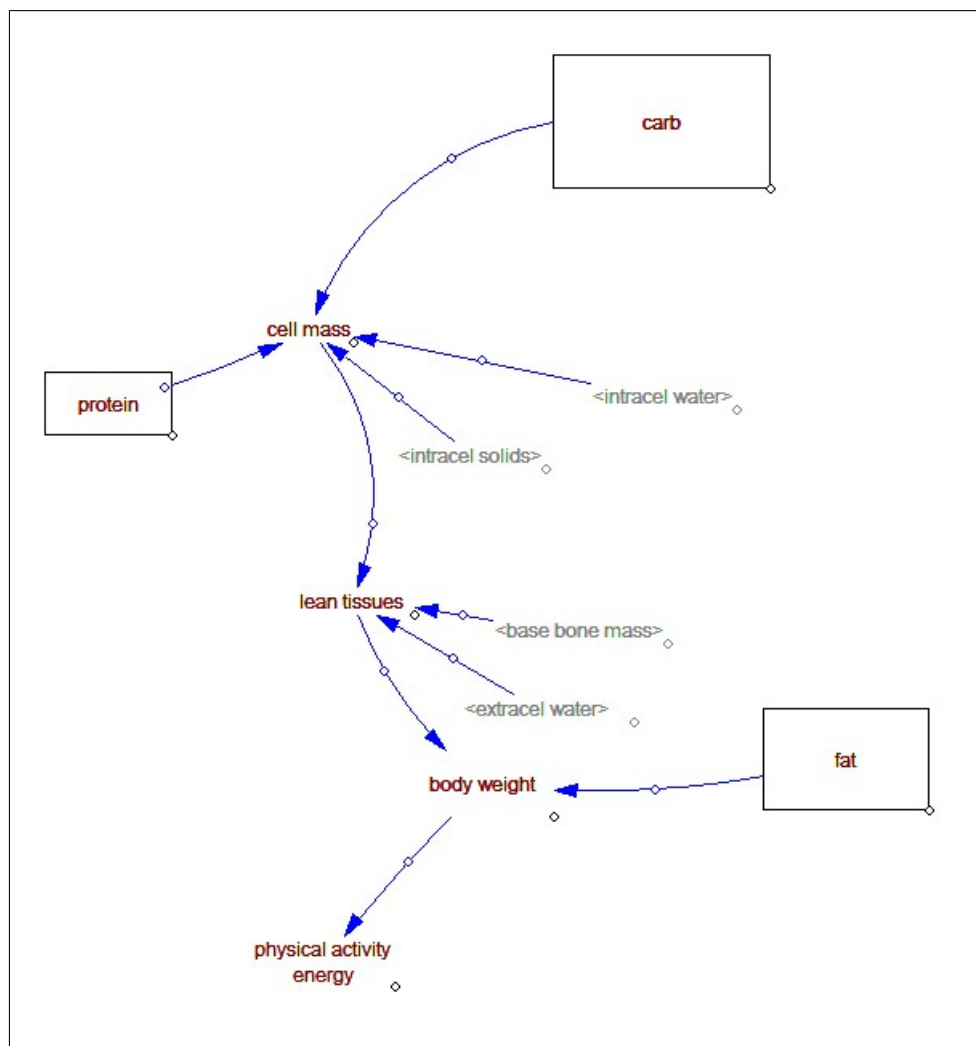 carb
cell mass
<intracel water>
protein
<intracel solids>
lean tissues
<base bone mass>
<extracel water>
fat
body weight
physical activity
energy